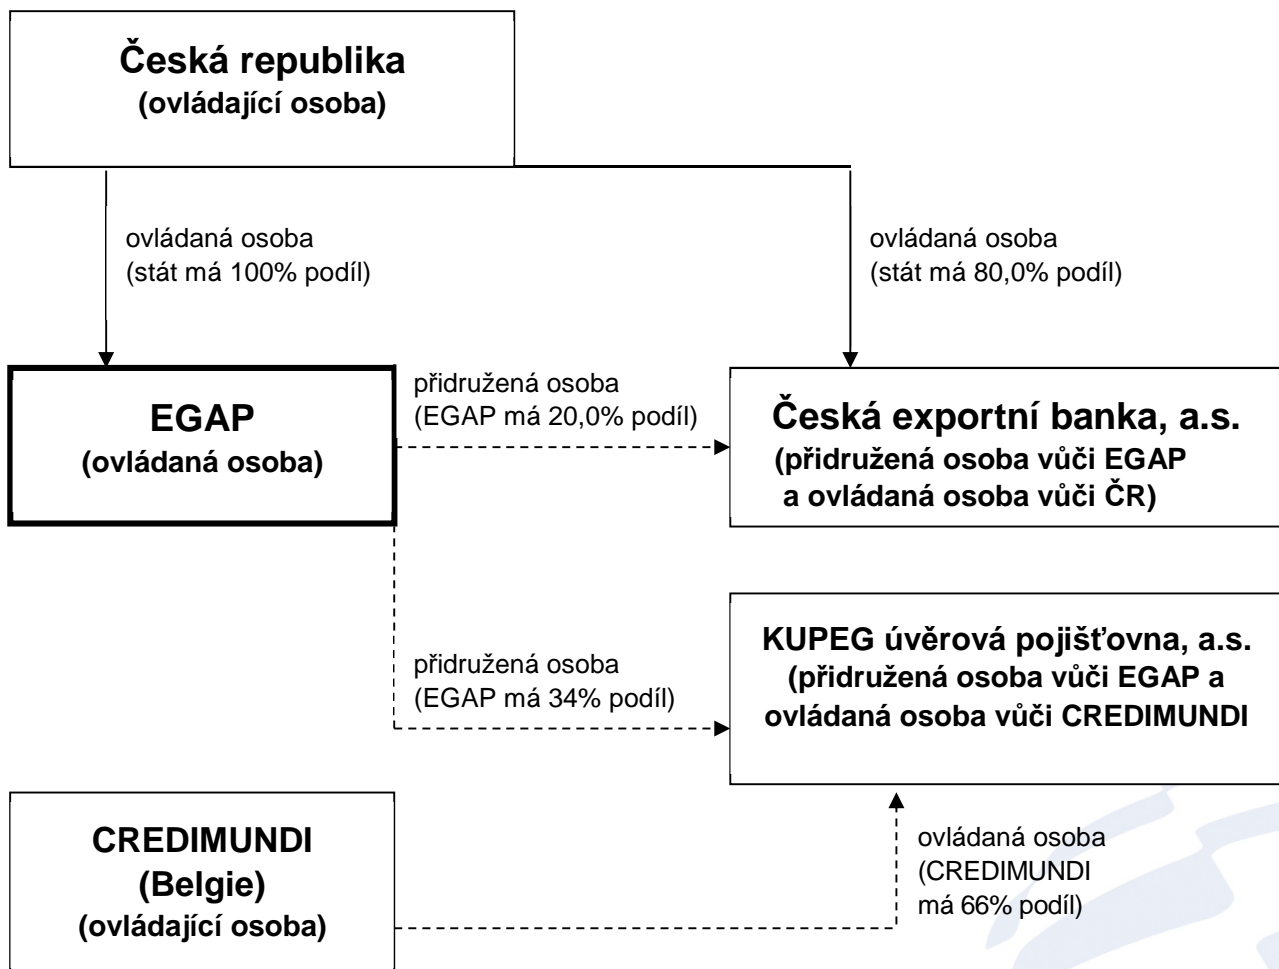 Česká republika
(ovládající osoba)
ovládaná osoba
(stát má 100% podíl)
ovládaná osoba
(stát má 80,0% podíl)
EGAP
(ovládaná osoba)
přidružená osoba
(EGAP má 20,0% podíl)
Česká exportní banka, a.s.
(přidružená osoba vůči EGAP
a ovládaná osoba vůči ČR)
přidružená osoba
(EGAP má 34% podíl)
KUPEG úvěrová pojišťovna, a.s.
(přidružená osoba vůči EGAP a
ovládaná osoba vůči CREDIMUNDI
CREDIMUNDI
(Belgie)
(ovládající osoba)
ovládaná osoba
(CREDIMUNDI
má 66% podíl)